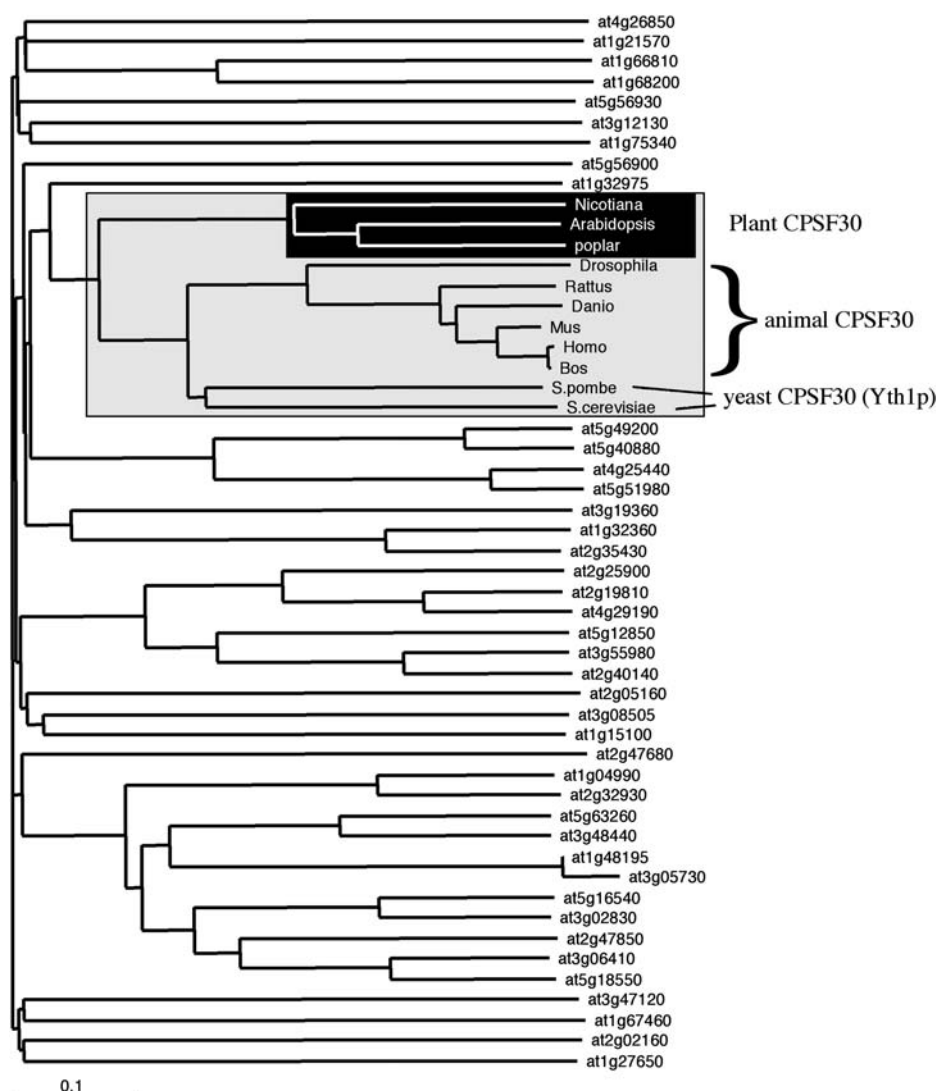 at4g26850
at1g21570
at1g66810
at1g68200
at5g56930
at3g12130
at1g75340
at5g56900
at1g32975
Nicotiana
Arabidopsis
Plant CPSF30
poplar
Drosophila
Rattus
Danio
animal CPSF30
Mus
Homo
Bos
S.pombe
yeast CPSF30 (Yth1p)
S.cerevisiae
at5g49200
at5g40880
at4g25440
at5g51980
at3g19360
at1g32360
at2g35430
at2g25900
at2g19810
at4g29190
at5g12850
at3g55980
at2g40140
at2g05160
at3g08505
at1g15100
at2g47680
at1g04990
at2g32930
at5g63260
at3g48440
at1g48195
at3g05730
at5g16540
at3g02830
at2g47850
at3g06410
at5g18550
at3g47120
at1g67460
at2g02160
at1g27650
0.1